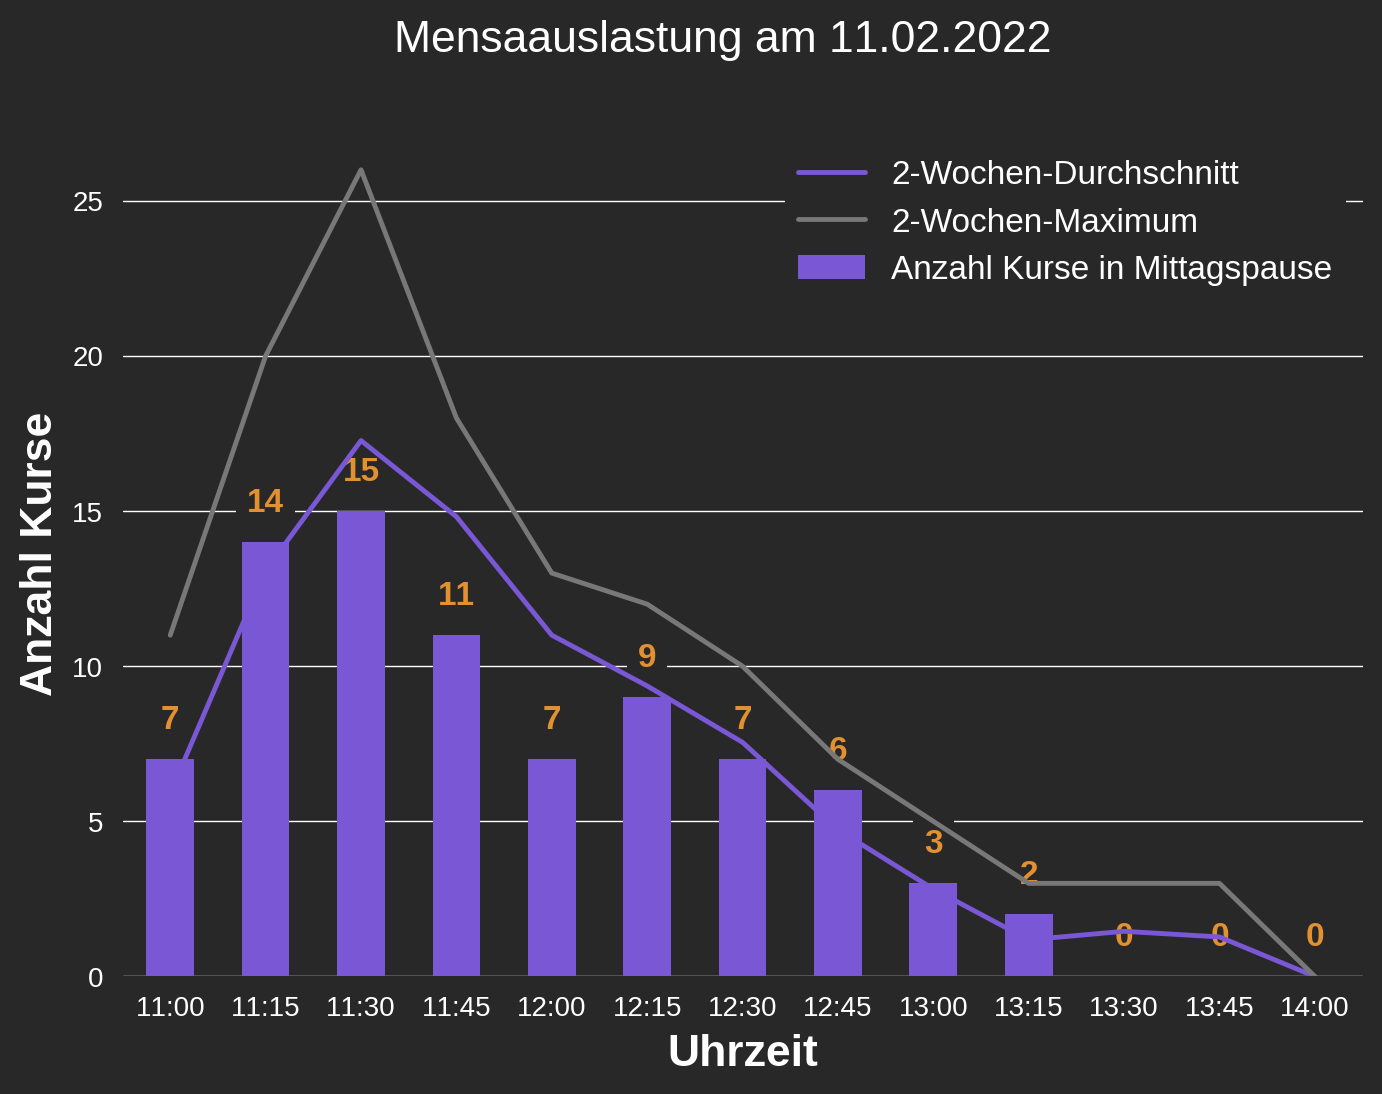 Mensaauslastung am 11.02.2022
2-Wochen-Durchschnitt
2-Wochen-Maximum
Anzahl Kurse in Mittagspause
Anzahl Kurse
25
20
15
10
5
0
7
14
15
11
7
9
7
6
3
2
0
0
0
11:00 11:15 11:30 11:45 12:00 12:15 12:30 12:45 13:00 13:15 13:30 13:45 14:00
Uhrzeit